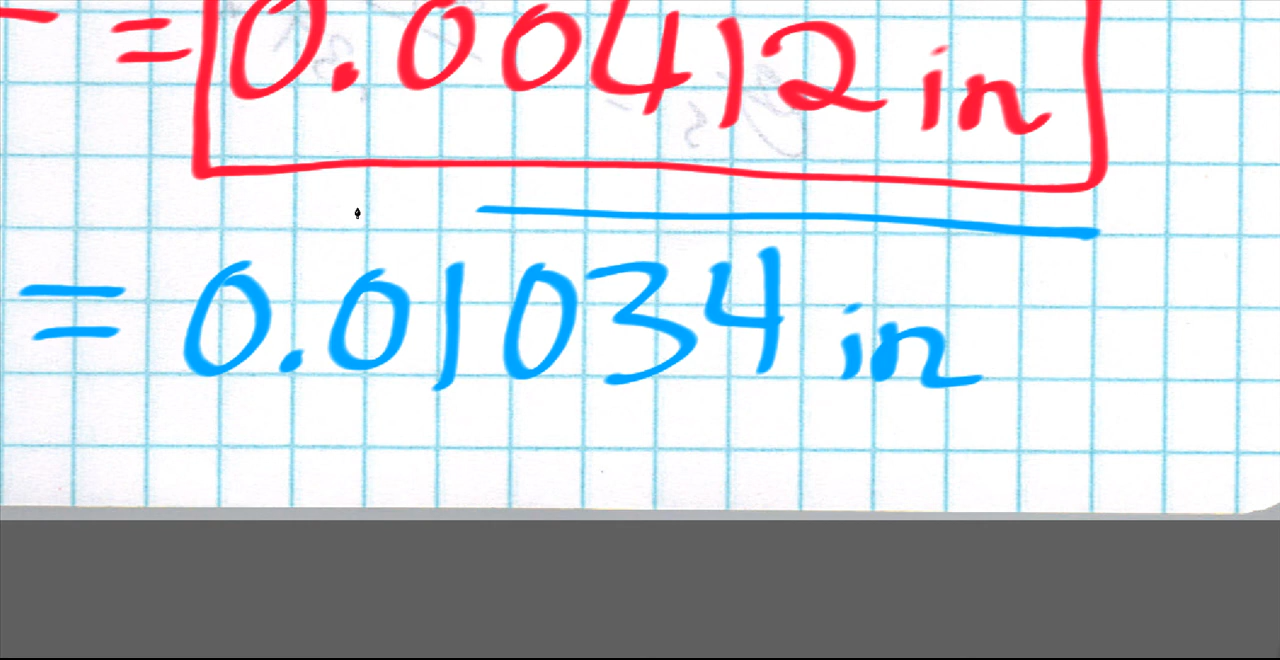 = 0.00412 in
= 0.01034 in